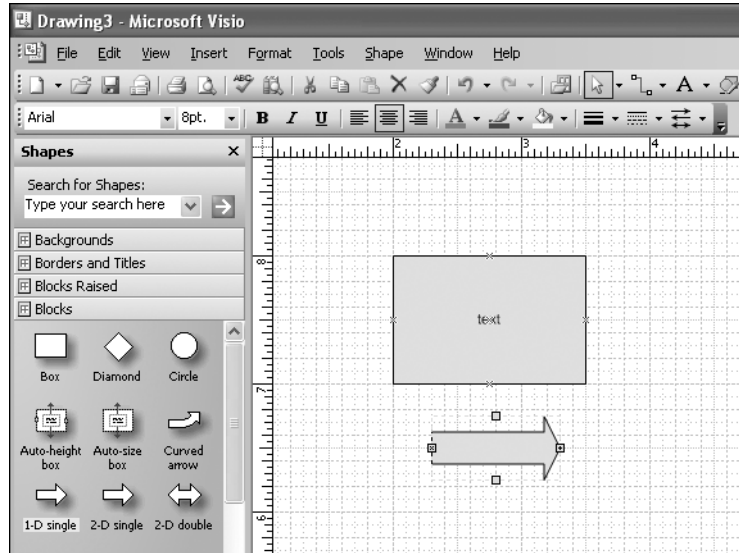 Drawing3 - Microsoft Visio
File Edit View Insert Format Tools Shape Window Help
ABC
A
Arial 8pt. B I U A
Shapes
Search for Shapes:
Type your search here
Backgrounds
Borders and Titles
Blocks Raised
Blocks
Box Diamond Circle
Auto-height box Auto-size box Curved arrow
1-D single 2-D single 2-D double
2 3 4
8
7
6
text